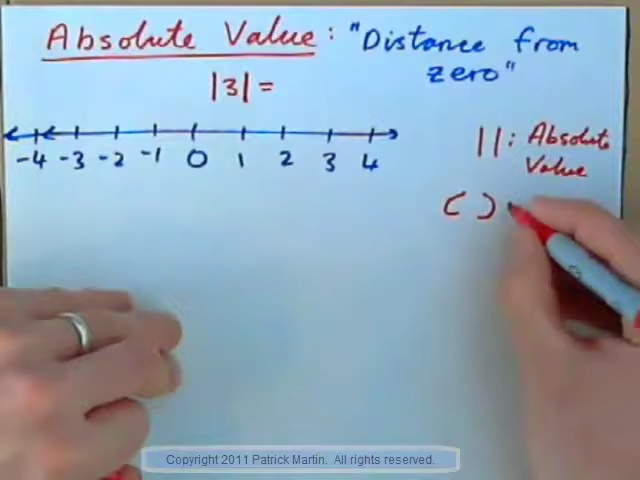 Absolute Value: "Distance from
zero"
|3| =
-4 -3 -2 -1 0 1 2 3 4
| | : Absolute
Value
( )
Copyright 2011 Patrick Martin. All rights reserved.